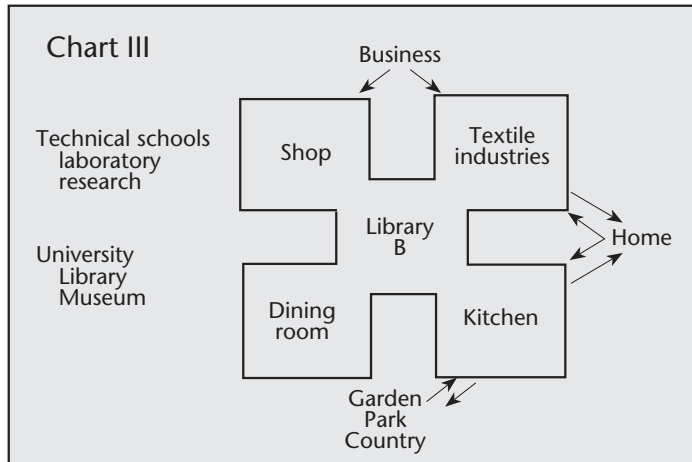 Chart III
Business
Technical schools
laboratory
research
Shop
Textile
industries
Library
B
Home
University
Library
Museum
Dining
room
Kitchen
Garden
Park
Country